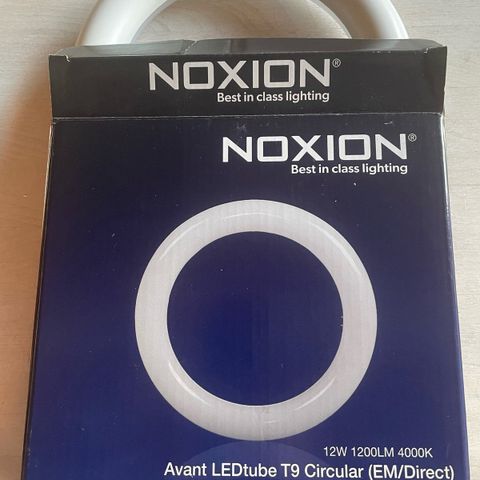 NOXION®
Best in class lighting
NOXION®
Best in class lighting
12W 1200LM 4000K
Avant LEDtube T9 Circular (EM/Direct)